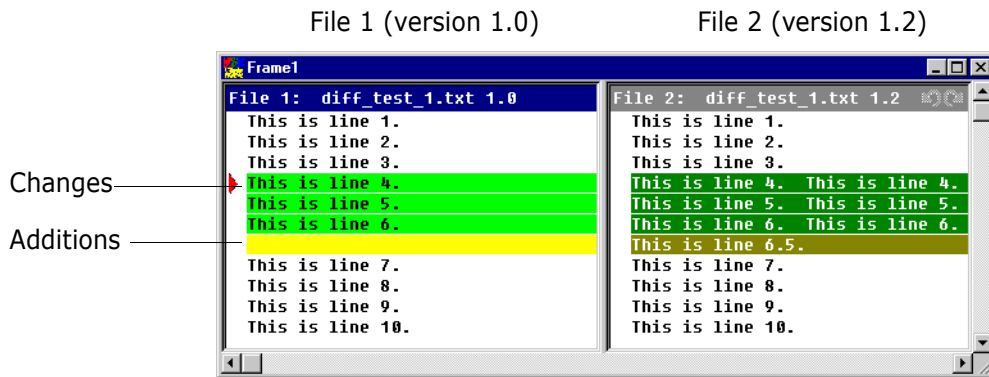 File 1 (version 1.0)
File 2 (version 1.2)
Frame1
File 1:  diff_test_1.txt 1.0
This is line 1.
This is line 2.
This is line 3.
This is line 4.
This is line 5.
This is line 6.
This is line 7.
This is line 8.
This is line 9.
This is line 10.
File 2:  diff_test_1.txt 1.2
This is line 1.
This is line 2.
This is line 3.
This is line 4.  This is line 4.
This is line 5.  This is line 5.
This is line 6.  This is line 6.
This is line 6.5.
This is line 7.
This is line 8.
This is line 9.
This is line 10.
Changes
Additions